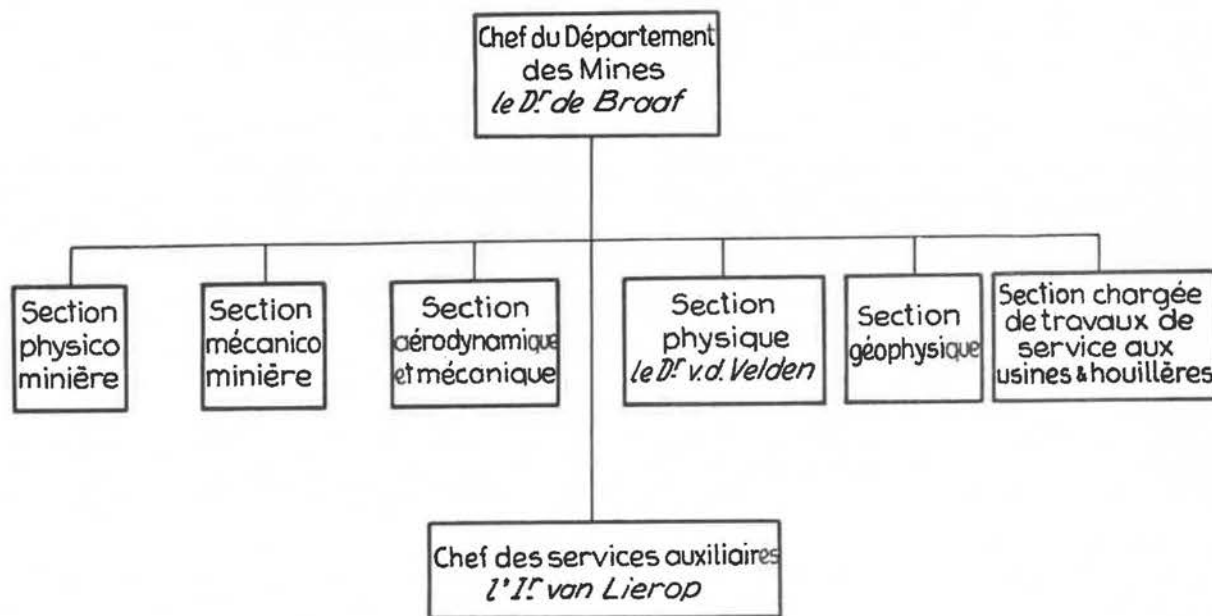 Chef du Département
des Mines
le Dr de Braaf
Section
physico
minière
Section
mécanico
minière
Section
aérodynamique
et mécanique
Section
physique
le Dr v.d. Velden
Section
géophysique
Section chargée
de travaux de
service aux
usines & houillères
Chef des services auxiliaires
l'Ir van Lierop